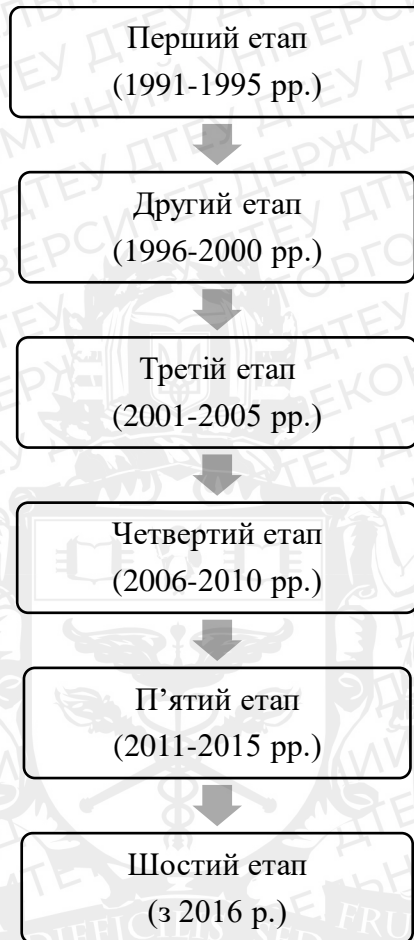 Перший етап
(1991-1995 рр.)
Другий етап
(1996-2000 рр.)
Третій етап
(2001-2005 рр.)
Четвертий етап
(2006-2010 рр.)
П’ятий етап
(2011-2015 рр.)
Шостий етап
(з 2016 р.)